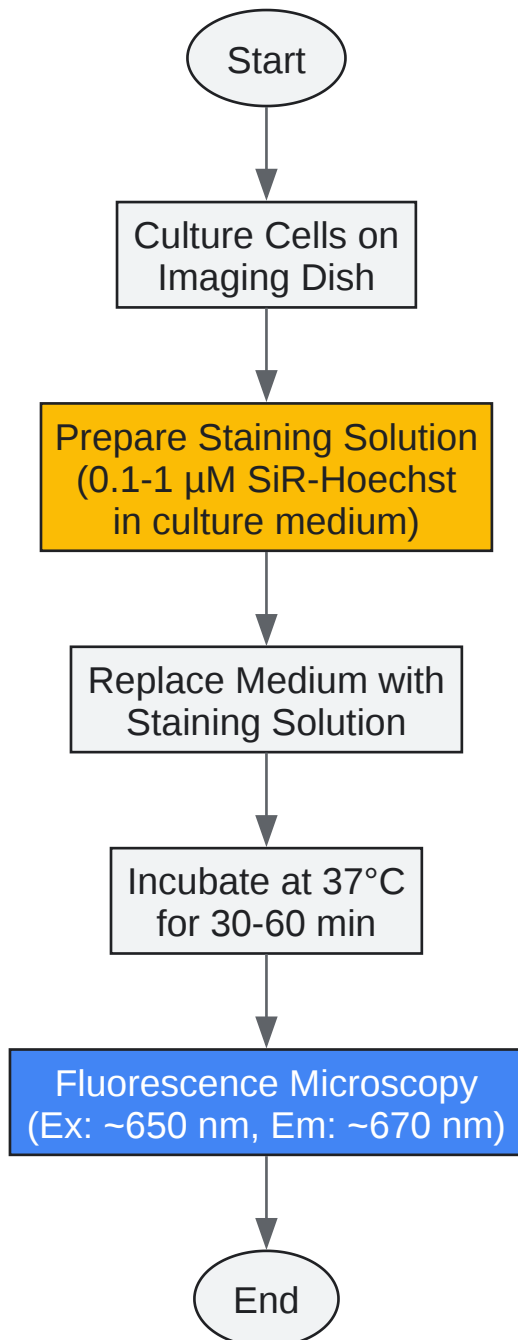 Start
Culture Cells on
Imaging Dish
Prepare Staining Solution
(0.1-1 µM SiR-Hoechst
in culture medium)
Replace Medium with
Staining Solution
Incubate at 37°C
for 30-60 min
Fluorescence Microscopy
(Ex: ~650 nm, Em: ~670 nm)
End